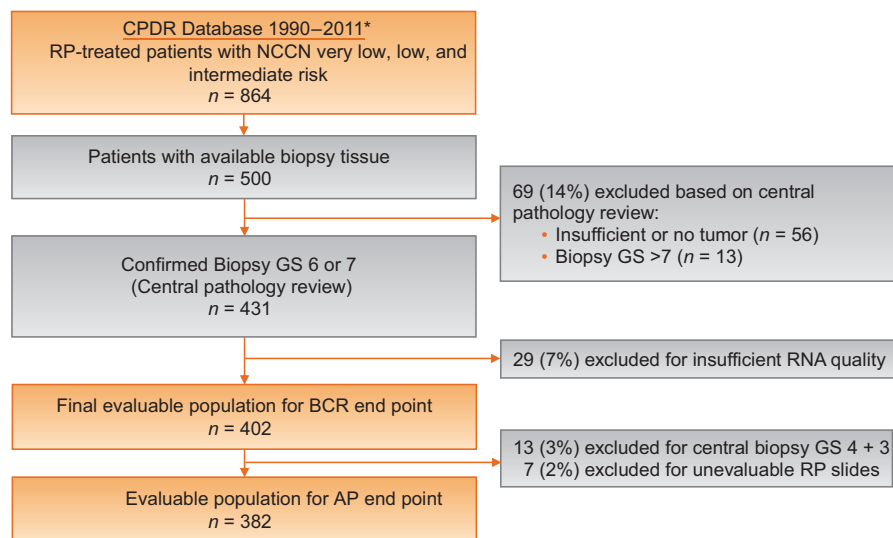 CPDR Database 1990–2011*
RP-treated patients with NCCN very low, low, and
intermediate risk
n = 864
Patients with available biopsy tissue
n = 500
69 (14%) excluded based on central
pathology review:
• Insufficient or no tumor (n = 56)
• Biopsy GS >7 (n = 13)
Confirmed Biopsy GS 6 or 7
(Central pathology review)
n = 431
29 (7%) excluded for insufficient RNA quality
Final evaluable population for BCR end point
n = 402
13 (3%) excluded for central biopsy GS 4 + 3
7 (2%) excluded for unevaluable RP slides
Evaluable population for AP end point
n = 382